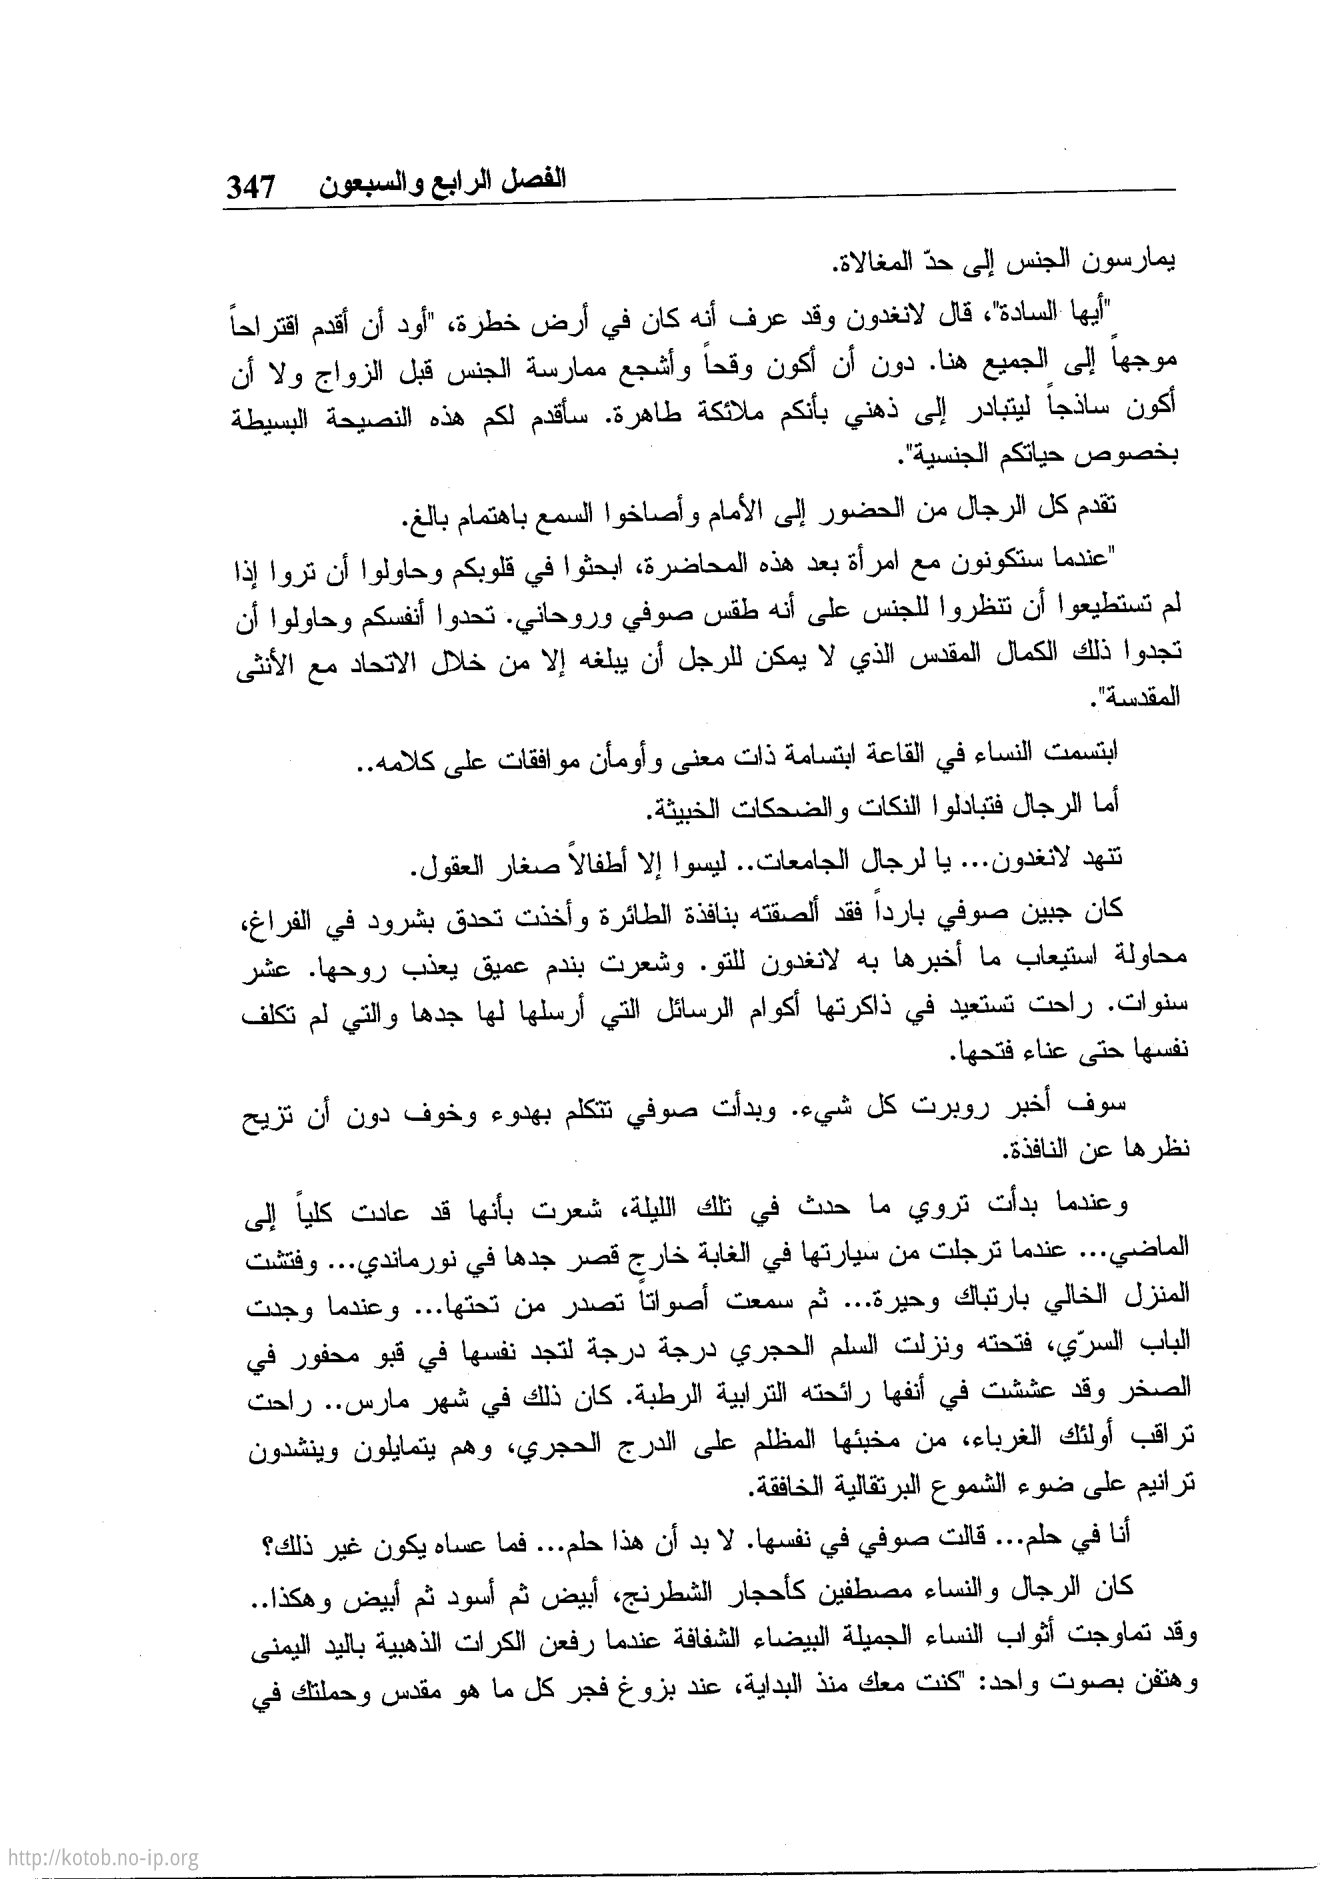 الفصل الرابع والسبعون 347
يمارسون الجنس إلى حدّ المغالاة.
"أيها السادة"، قال لانغدون وقد عرف أنه كان في أرض خطرة، "أود أن أقدم اقتراحاً
موجهاً إلى الجميع هنا. دون أن أكون وقحاً وأشجع ممارسة الجنس قبل الزواج ولا أن
أكون ساذجاً ليتبادر إلى ذهني بأنكم ملائكة طاهرة. سأقدم لكم هذه النصيحة البسيطة
بخصوص حياتكم الجنسية".
تقدم كل الرجال من الحضور إلى الأمام وأصاخوا السمع باهتمام بالغ.
"عندما ستكونون مع امرأة بعد هذه المحاضرة، ابحثوا في قلوبكم وحاولوا أن تروا إذا
لم تستطيعوا أن تنظروا للجنس على أنه طقس صوفي وروحاني. تحدوا أنفسكم وحاولوا أن
تجدوا ذلك الكمال المقدس الذي لا يمكن للرجل أن يبلغه إلا من خلال الاتحاد مع الأنثى
المقدسة".
ابتسمت النساء في القاعة ابتسامة ذات معنى وأومأن موافقات على كلامه..
أما الرجال فتبادلوا النكات والضحكات الخبيثة.
تنهد لانغدون... يا لرجال الجامعات.. ليسوا إلا أطفالاً صغار العقول.
كان جبين صوفي بارداً فقد ألصقته بنافذة الطائرة وأخذت تحدق بشرود في الفراغ،
محاولة استيعاب ما أخبرها به لانغدون للتو. وشعرت بندم عميق يعذب روحها. عشر
سنوات. راحت تستعيد في ذاكرتها أكوام الرسائل التي أرسلها لها جدها والتي لم تكلف
نفسها حتى عناء فتحها.
سوف أخبر روبرت كل شيء. وبدأت صوفي تتكلم بهدوء وخوف دون أن تزيح
نظرها عن النافذة.
وعندما بدأت تروي ما حدث في تلك الليلة، شعرت بأنها قد عادت كلياً إلى
الماضي... عندما ترجلت من سيارتها في الغابة خارج قصر جدها في نورماندي... وفتشت
المنزل الخالي بارتباك وحيرة... ثم سمعت أصواتاً تصدر من تحتها... وعندما وجدت
الباب السرّي، فتحته ونزلت السلم الحجري درجة درجة لتجد نفسها في قبو محفور في
الصخر وقد عششت في أنفها رائحته الترابية الرطبة. كان ذلك في شهر مارس.. راحت
تراقب أولئك الغرباء، من مخبئها المظلم على الدرج الحجري، وهم يتمايلون وينشدون
ترانيم على ضوء الشموع البرتقالية الخافقة.
أنا في حلم... قالت صوفي في نفسها. لا بد أن هذا حلم... فما عساه يكون غير ذلك؟
كان الرجال والنساء مصطفين كأحجار الشطرنج، أبيض ثم أسود ثم أبيض وهكذا..
وقد تماوجت أثواب النساء الجميلة البيضاء الشفافة عندما رفعن الكرات الذهبية باليد اليمنى
وهتفن بصوت واحد: "كنت معك منذ البداية، عند بزوغ فجر كل ما هو مقدس وحملتك في
http://kotob.no-ip.org